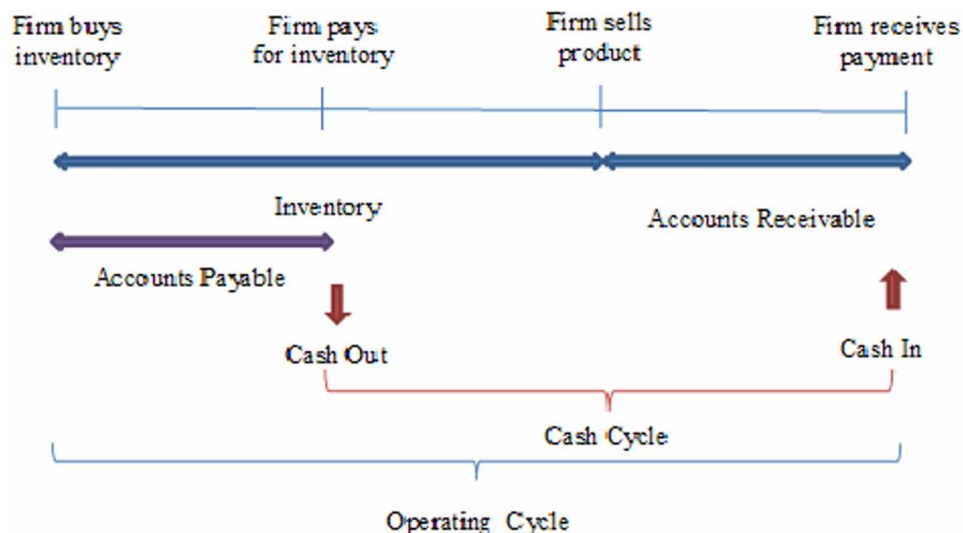 Firm buys
inventory
Firm pays
for inventory
Firm sells
product
Firm receives
payment
Inventory
Accounts Receivable
Accounts Payable
Cash Out
Cash In
Cash Cycle
Operating Cycle